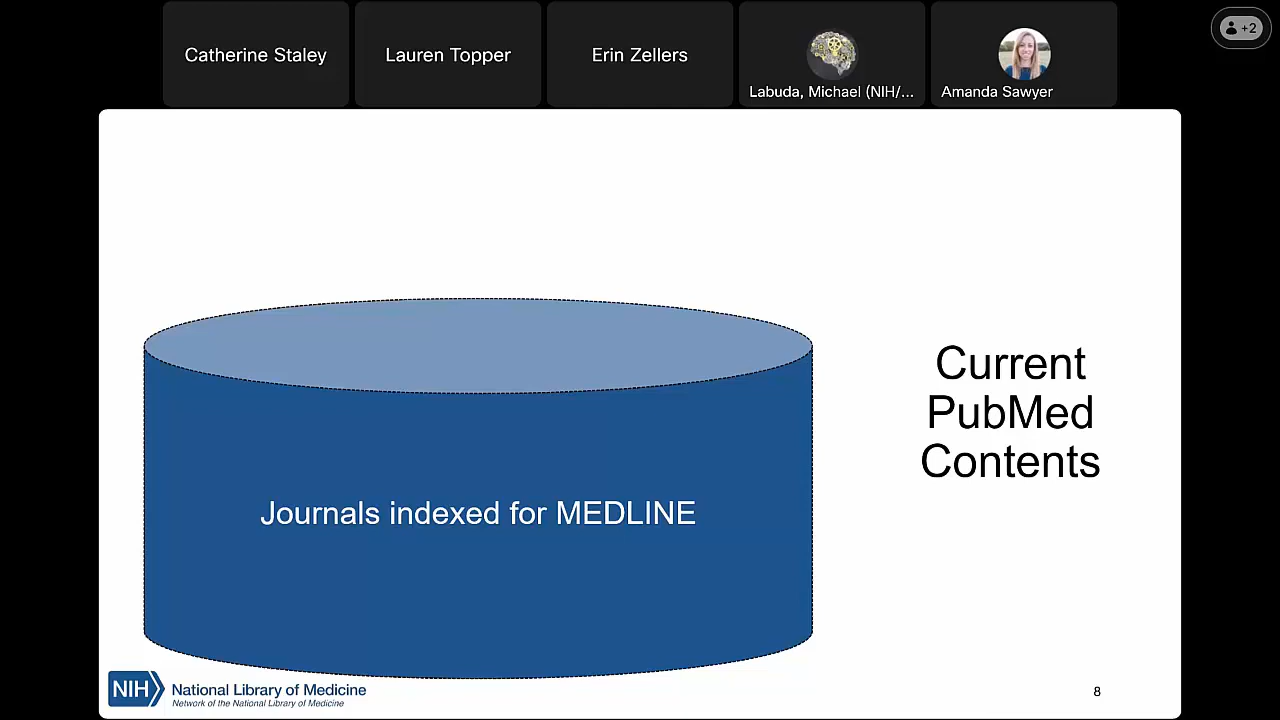 Catherine Staley
Lauren Topper
Erin Zellers
Labuda, Michael (NIH/...
Amanda Sawyer
+2
Current
PubMed
Contents
Journals indexed for MEDLINE
NIH
National Library of Medicine
Network of the National Library of Medicine
8